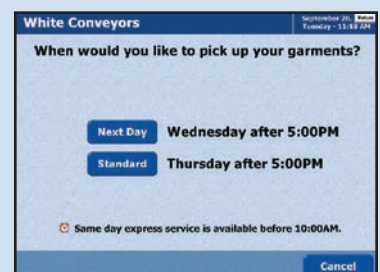 White Conveyors
September 20,
Tuesday - 11:18 AM
When would you like to pick up your garments?
Next Day Wednesday after 5:00PM
Standard Thursday after 5:00PM
Same day express service is available before 10:00AM.
Cancel